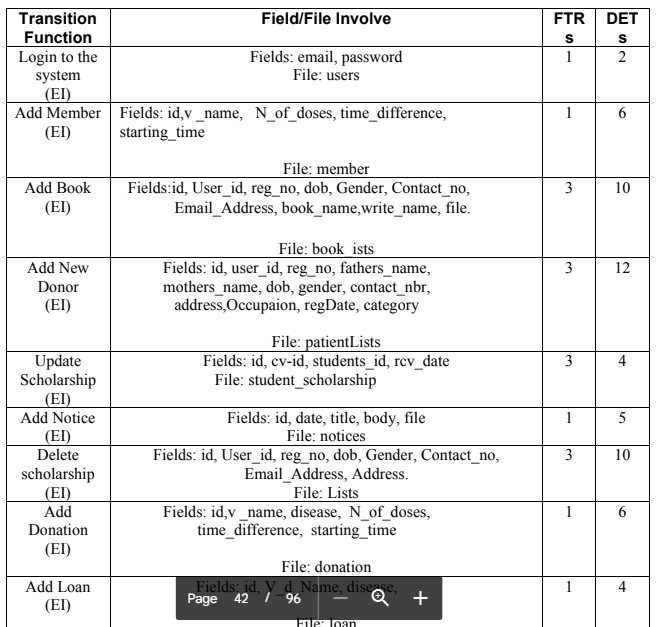 Transition Function Field/File Involve FTRs DETs
Login to the system (EI) Fields: email, password 1 2
File: users
Add Member (EI) Fields: id,v _name, N_of_doses, time_difference, 1 6
starting_time
File: member
Add Book (EI) Fields:id, User_id, reg_no, dob, Gender, Contact_no, 3 10
Email_Address, book_name,write_name, file.
File: book_ists
Add New Donor (EI) Fields: id, user_id, reg_no, fathers_name, 3 12
mothers_name, dob, gender, contact_nbr,
address,Occupaion, regDate, category
File: patientLists
Update Scholarship (EI) Fields: id, cv-id, students_id, rcv_date 3 4
File: student_scholarship
Add Notice (EI) Fields: id, date, title, body, file 1 5
File: notices
Delete scholarship (EI) Fields: id, User_id, reg_no, dob, Gender, Contact_no, 3 10
Email_Address, Address.
File: Lists
Add Donation (EI) Fields: id,v _name, disease, N_of_doses, 1 6
time_difference, starting_time
File: donation
Add Loan (EI) Fields: id, V_d_Name, disease, 1 4
File: loan
Page 42 / 96